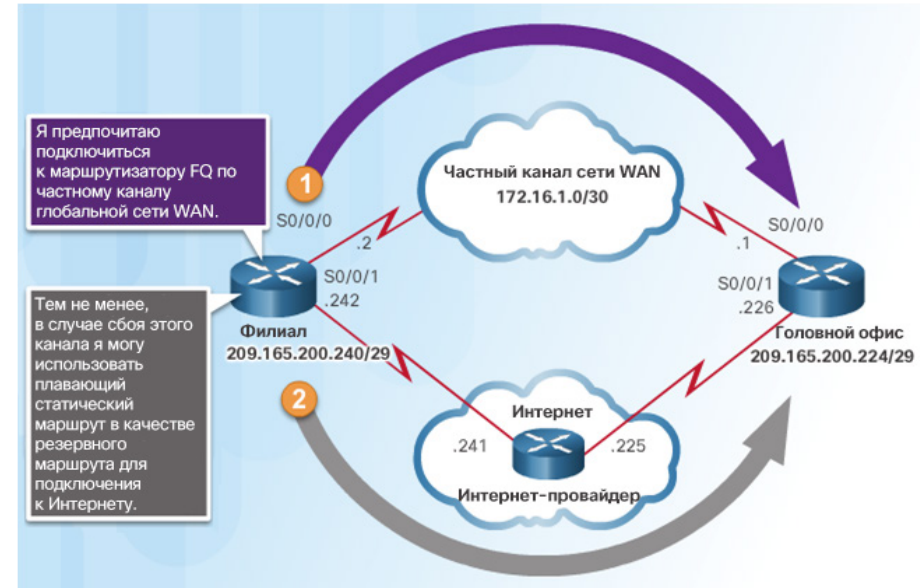 Я предпочитаю
подключиться
к маршрутизатору FQ по
частному каналу
глобальной сети WAN.
1
S0/0/0
.2
Частный канал сети WAN
172.16.1.0/30
S0/0/0
.1
S0/0/1
.242
S0/0/1
.226
Филиал
209.165.200.240/29
Головной офис
209.165.200.224/29
Тем не менее,
в случае сбоя этого
канала я могу
использовать
плавающий
статический
маршрут в качестве
резервного
маршрута для
подключения
к Интернету.
2
Интернет
.241
.225
Интернет-провайдер